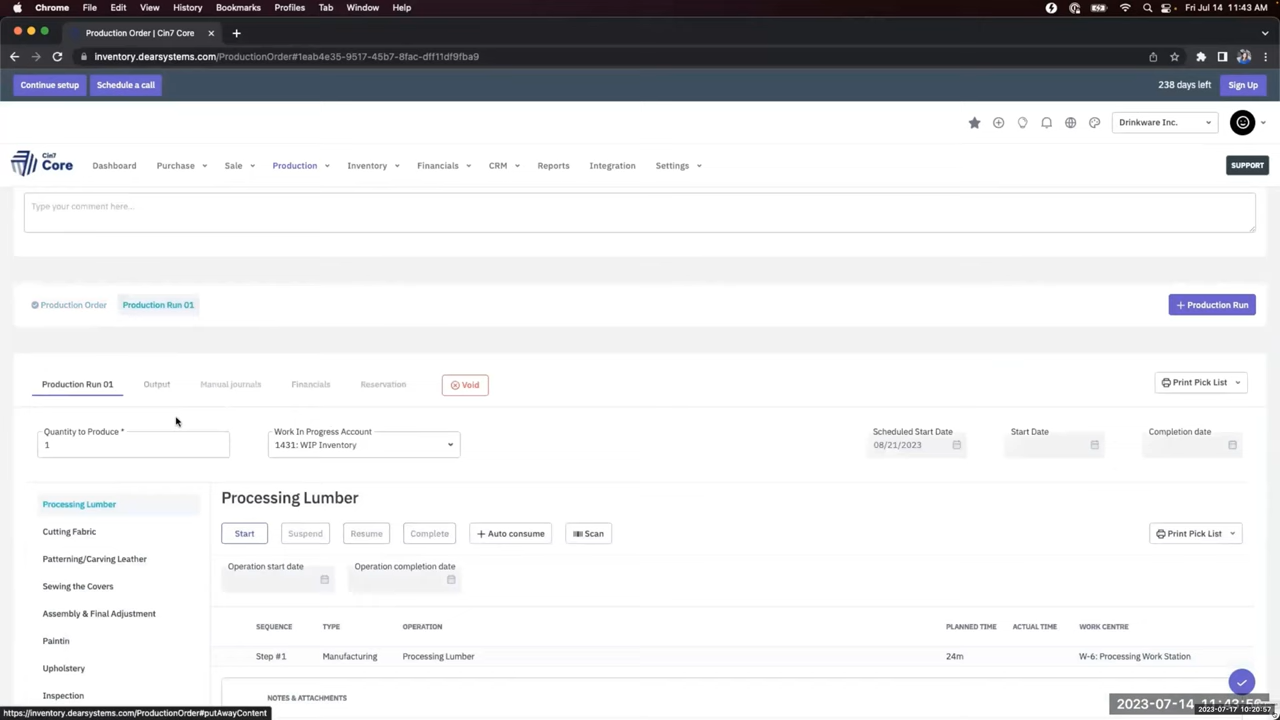 Chrome File Edit View History Bookmarks Profiles Tab Window Help Fri Jul 14 11:43 AM
Production Order | Cin7 Core
inventory.dearsystems.com/ProductionOrder#1eab4e35-9517-45b7-8fac-dff11df9fba9
Continue setup Schedule a call 238 days left Sign Up
Drinkware Inc.
Cin7 Core Dashboard Purchase Sale Production Inventory Financials CRM Reports Integration Settings SUPPORT
Type your comment here...
Production Order Production Run 01 + Production Run
Production Run 01 Output Manual journals Financials Reservation Void Print Pick List
Quantity to Produce * Work In Progress Account Scheduled Start Date Start Date Completion date
1 1431: WIP Inventory 08/21/2023
Processing Lumber Processing Lumber
Cutting Fabric Start Suspend Resume Complete + Auto consume Scan Print Pick List
Patterning/Carving Leather Operation start date Operation completion date
Sewing the Covers
Assembly & Final Adjustment SEQUENCE TYPE OPERATION PLANNED TIME ACTUAL TIME WORK CENTRE
Paintin
Upholstery Step #1 Manufacturing Processing Lumber 24m W-6: Processing Work Station
Inspection NOTES & ATTACHMENTS
https://inventory.dearsystems.com/ProductionOrder#putAwayContent
2023-07-14 11:43:5
2023-07-17 10:20:57